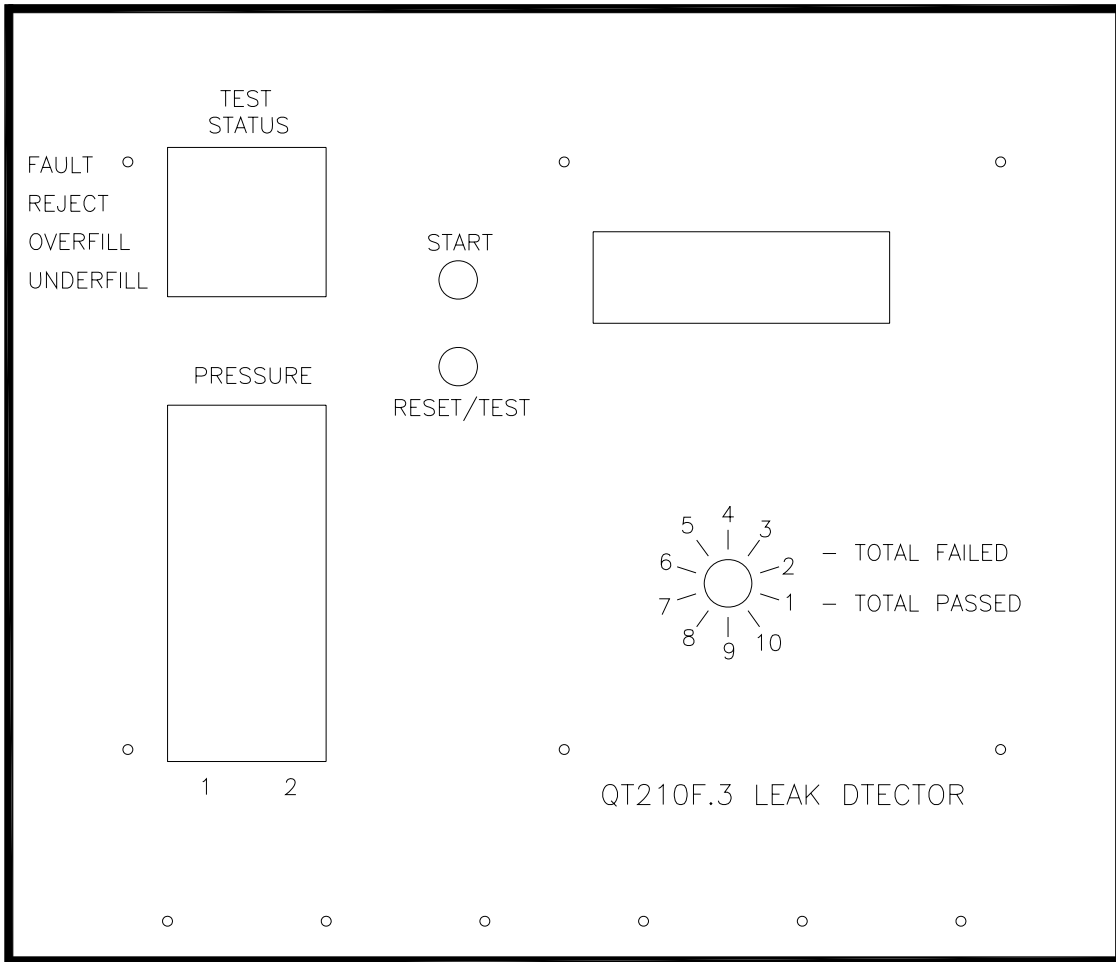 TEST
STATUS
FAULT
REJECT
OVERFILL
UNDERFILL
START
RESET/TEST
PRESSURE
1 2
4
5 3
6 2 – TOTAL FAILED
7 1 – TOTAL PASSED
8 9 10
QT210F.3 LEAK DTECTOR